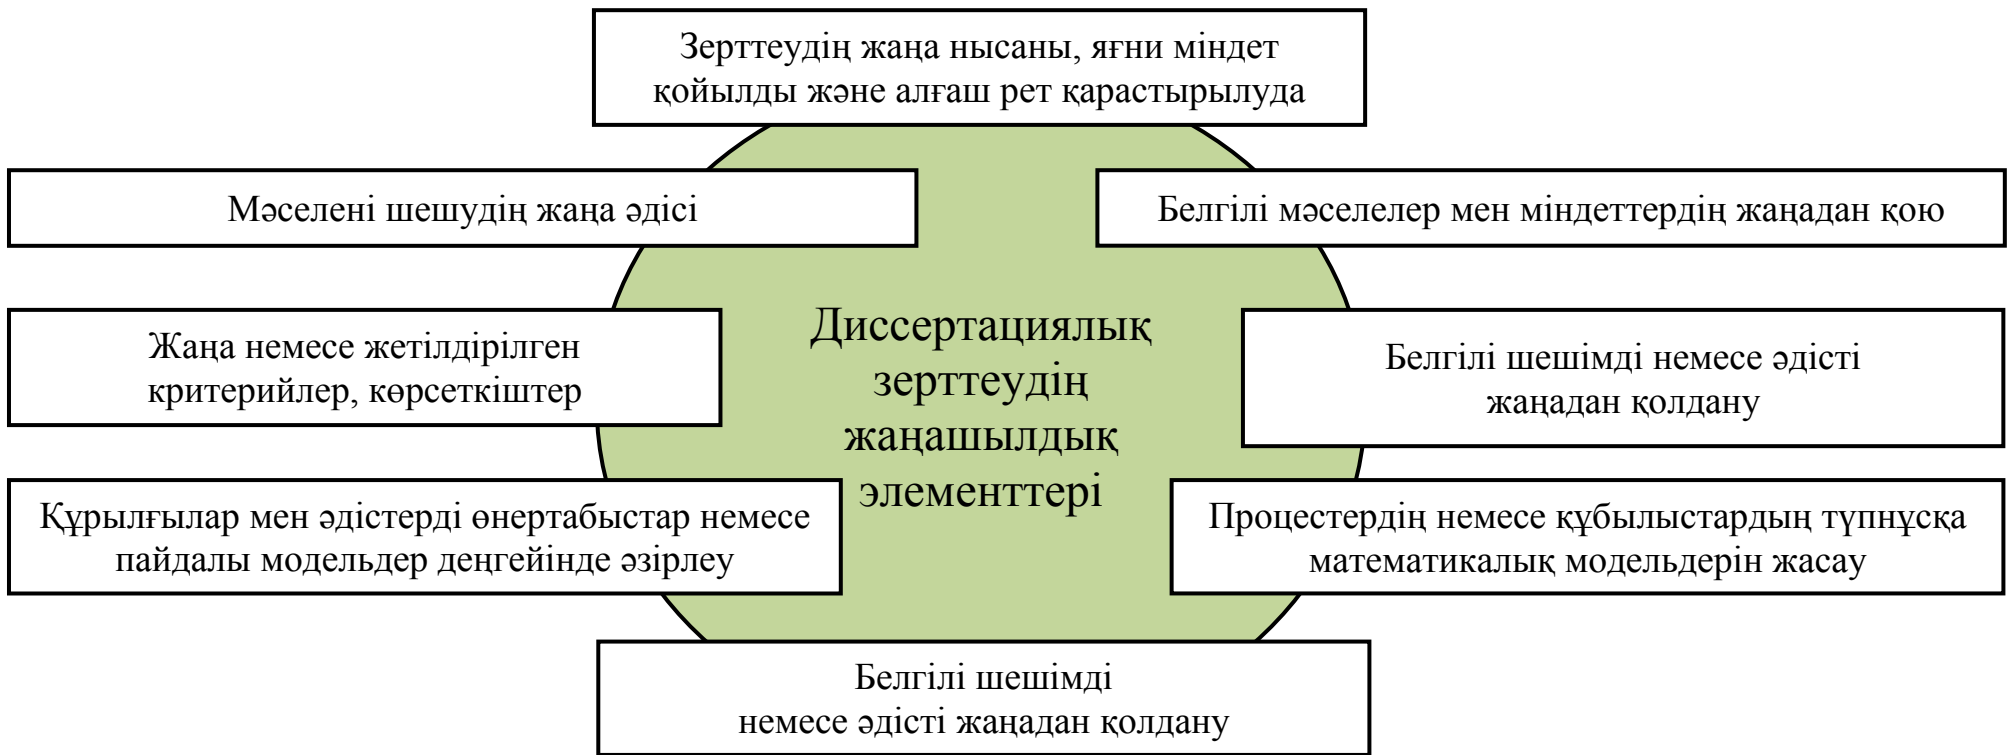 Зерттеудің жаңа нысаны, яғни міндет
қойылды және алғаш рет қарастырылуда
Мәселені шешудің жаңа әдісі
Белгілі мәселелер мен міндеттердің жаңадан қою
Жаңа немесе жетілдірілген
критерийлер, көрсеткіштер
Диссертациялық
зерттеудің
жаңашылдық
элементтері
Белгілі шешімді немесе әдісті
жаңадан қолдану
Құрылғылар мен әдістерді өнертабыстар немесе
пайдалы модельдер деңгейінде әзірлеу
Процестердің немесе құбылыстардың түпнұсқа
математикалық модельдерін жасау
Белгілі шешімді
немесе әдісті жаңадан қолдану